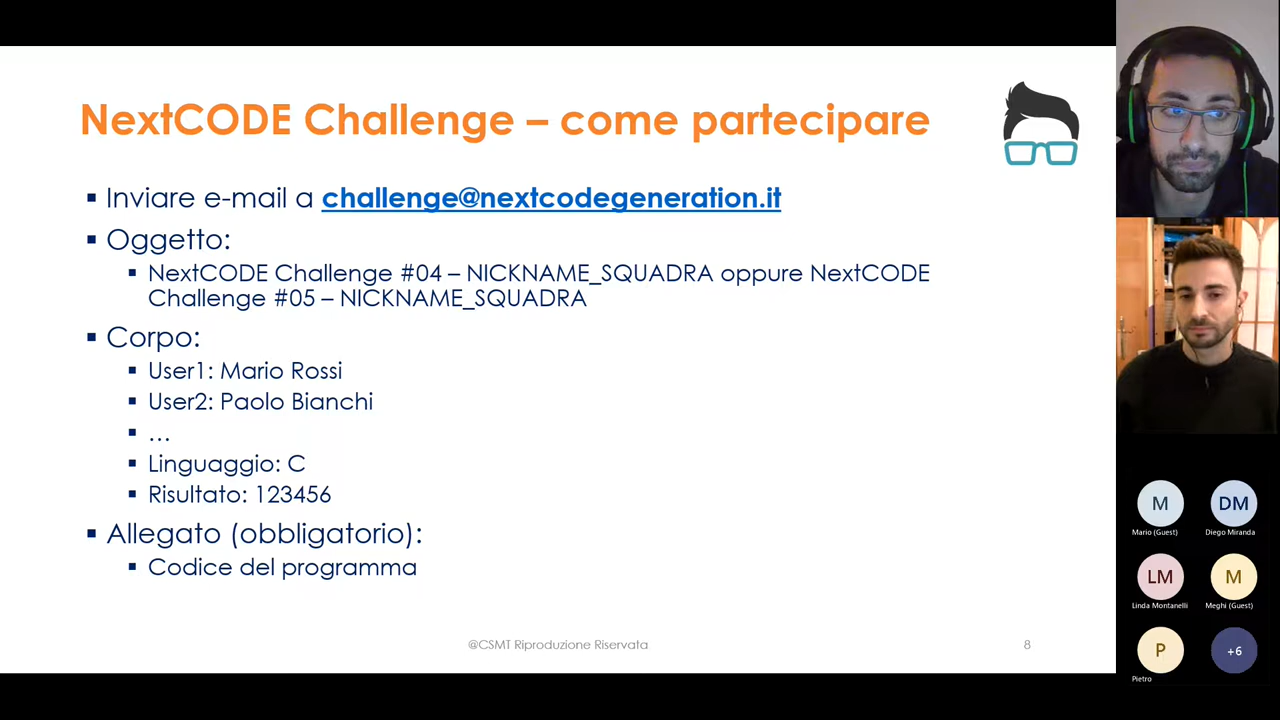 NextCODE Challenge – come partecipare
▪ Inviare e-mail a challenge@nextcodegeneration.it
▪ Oggetto:
▪ NextCODE Challenge #04 – NICKNAME_SQUADRA oppure NextCODE
Challenge #05 – NICKNAME_SQUADRA
▪ Corpo:
▪ User1: Mario Rossi
▪ User2: Paolo Bianchi
▪ …
▪ Linguaggio: C
▪ Risultato: 123456
▪ Allegato (obbligatorio):
▪ Codice del programma
@CSMT Riproduzione Riservata
8
M
DM
Mario (Guest)
Diego Miranda
LM
M
Linda Montanelli
Meghi (Guest)
P
+6
Pietro